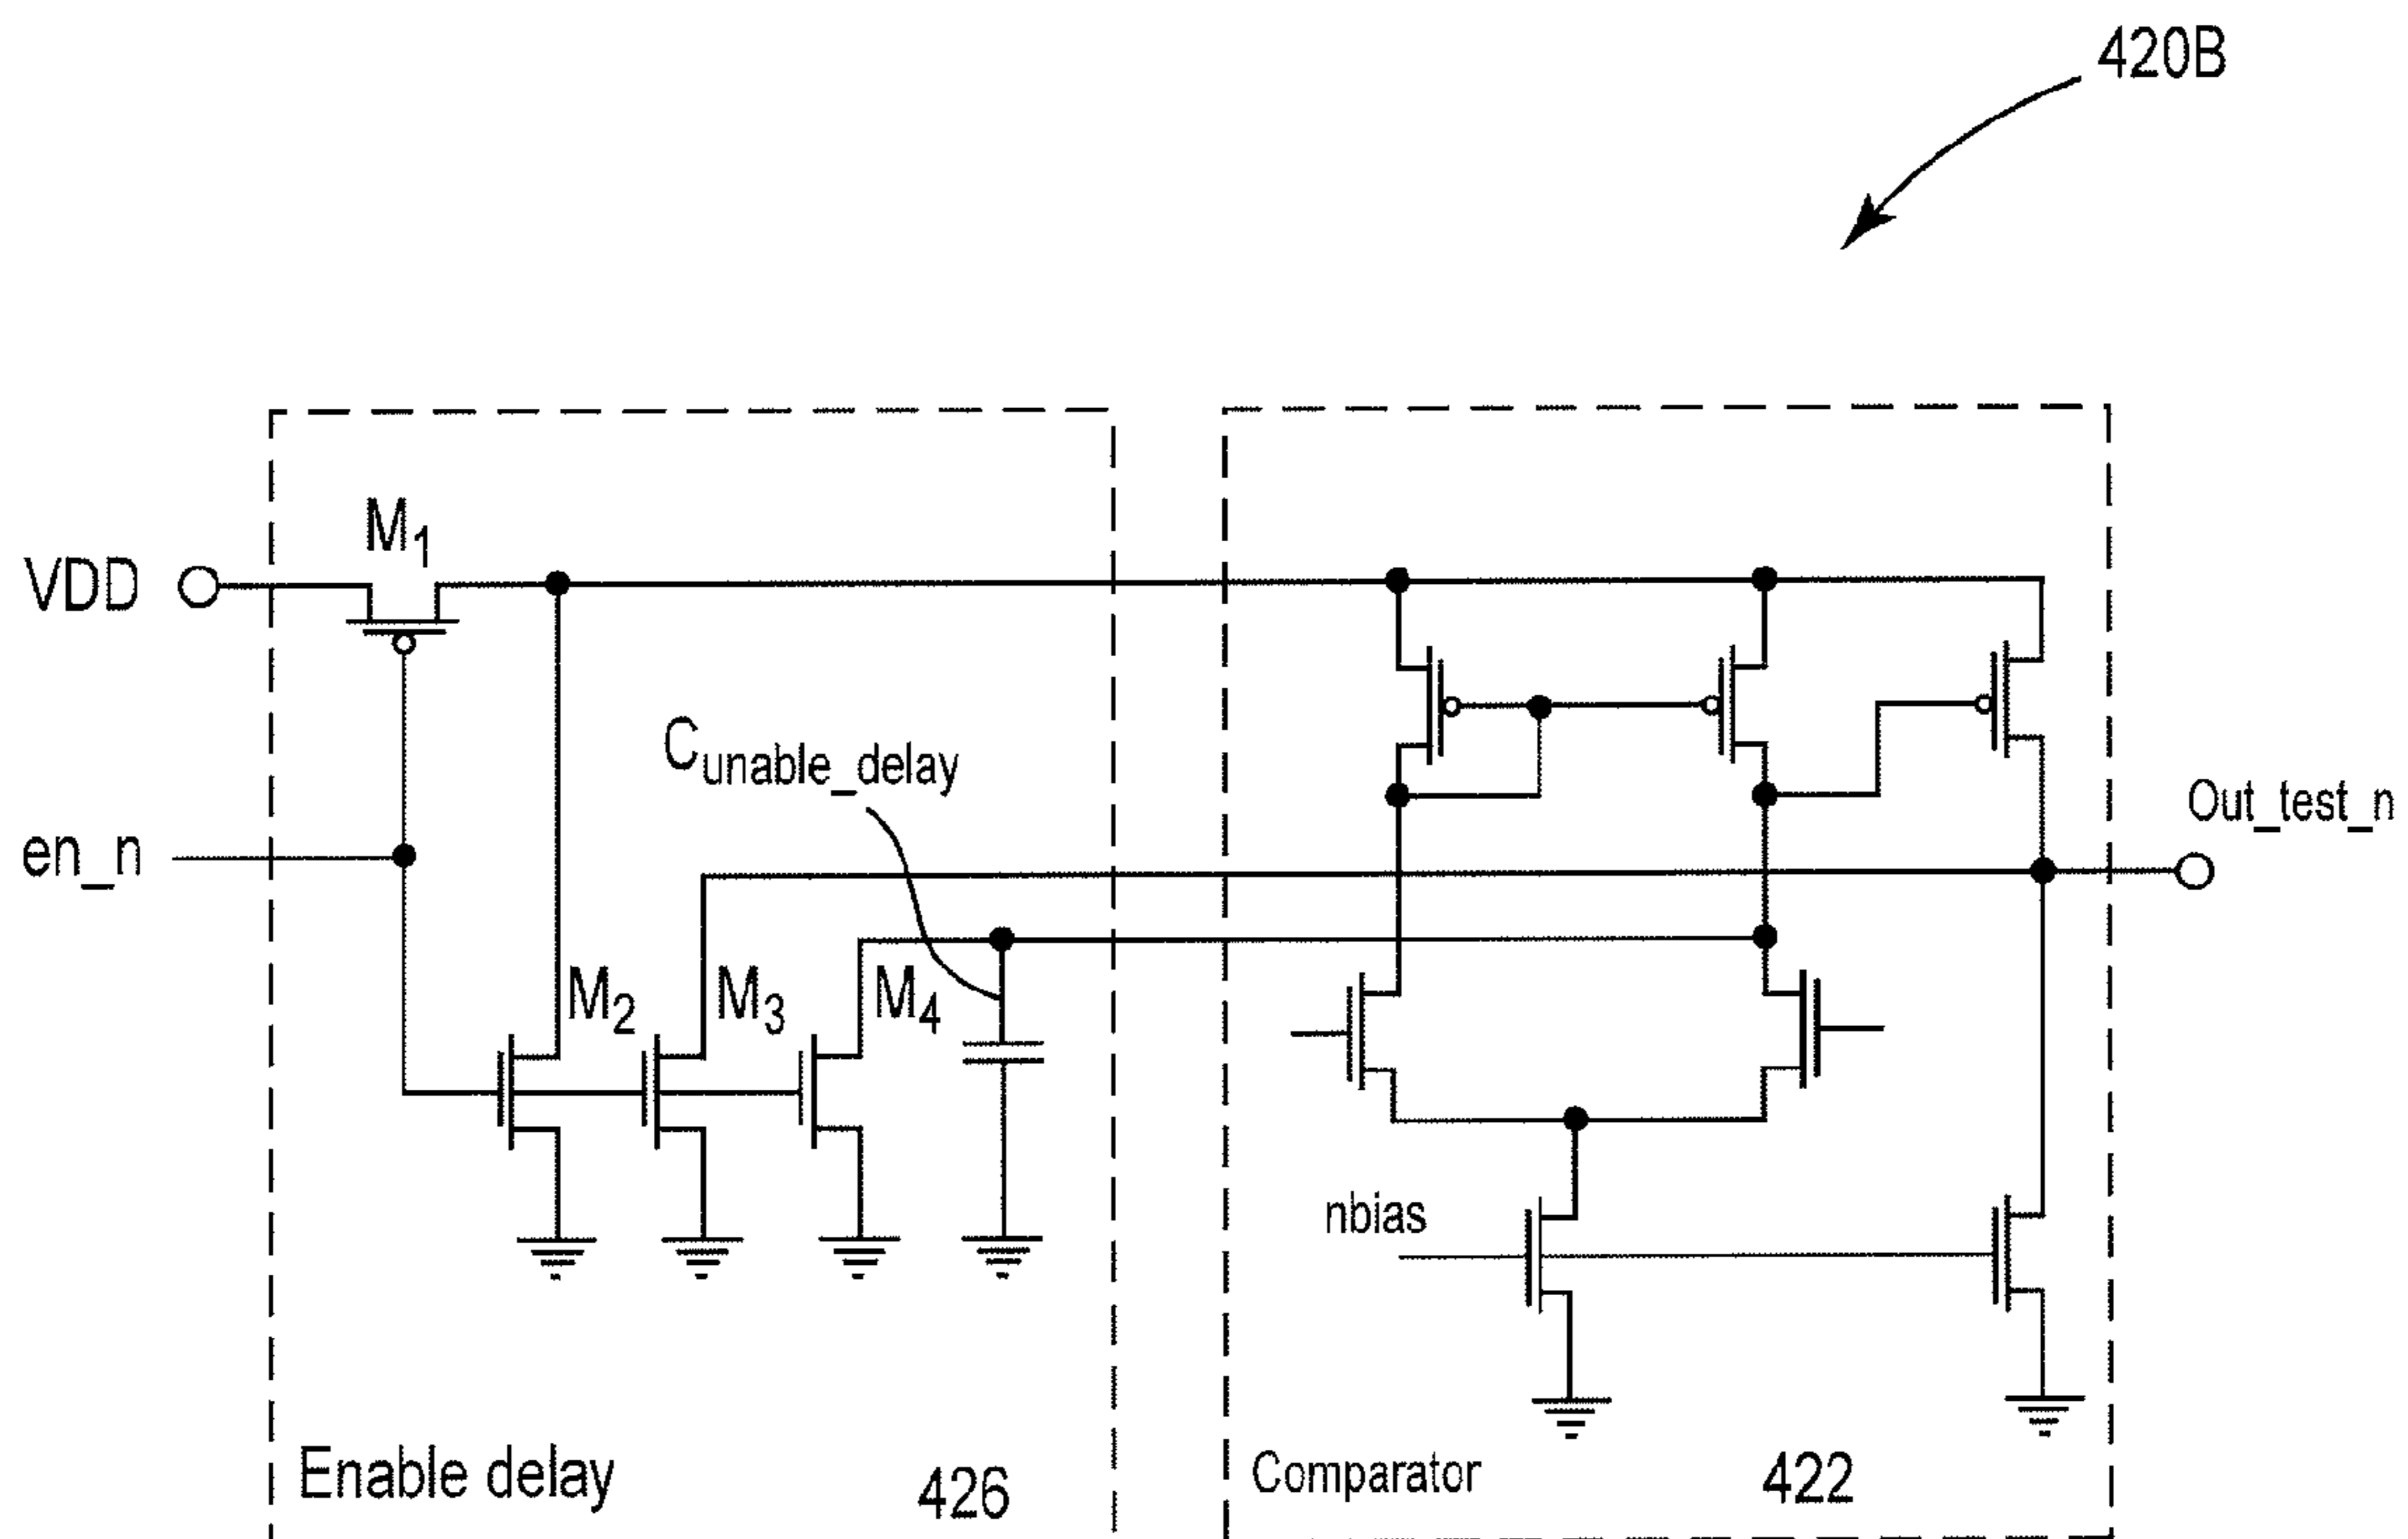 420B
M1
VDD
Cunable_delay
Out_test_n
en_n
M2
M3
M4
nbias
Enable delay
426
Comparator
422